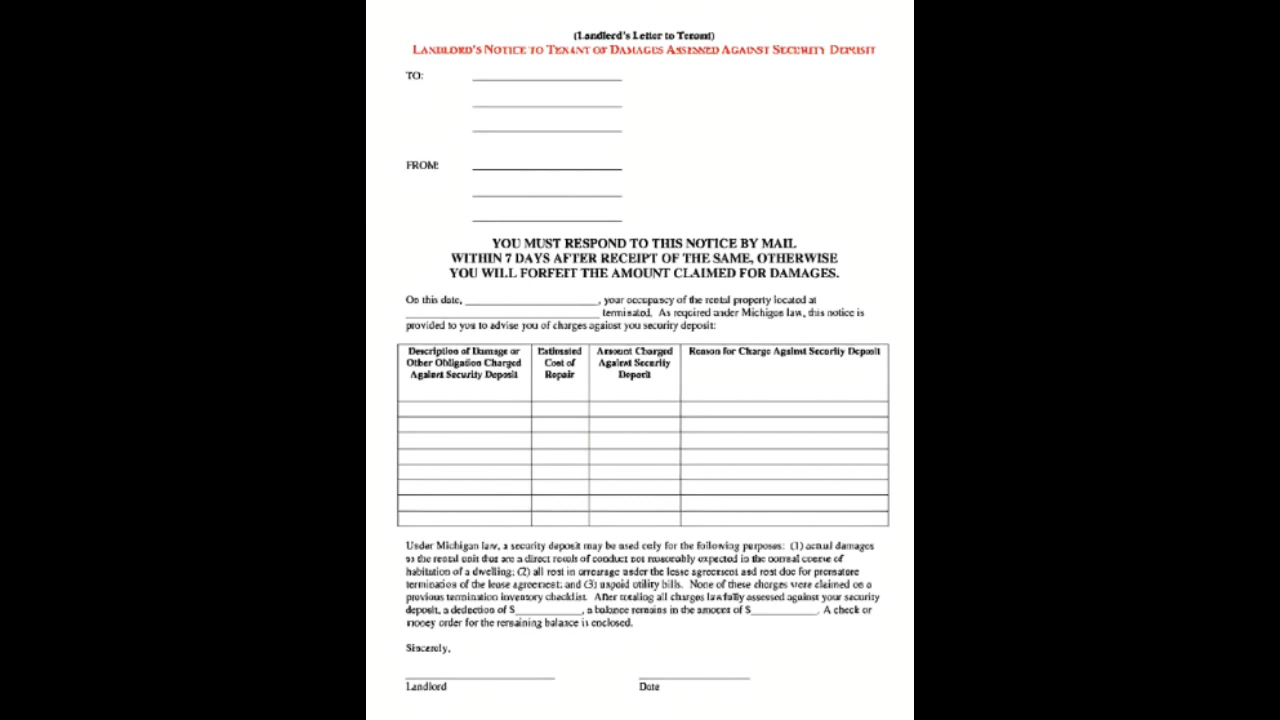 (Landlord's Letter to Tenant)
LANDLORD'S NOTICE TO TENANT OF DAMAGES ASSESSED AGAINST SECURITY DEPOSIT
TO:
FROM:
YOU MUST RESPOND TO THIS NOTICE BY MAIL
WITHIN 7 DAYS AFTER RECEIPT OF THE SAME, OTHERWISE
YOU WILL FORFEIT THE AMOUNT CLAIMED FOR DAMAGES.
On this date, ________________________, your occupancy of the rental property located at
___________________________________ terminated. As required under Michigan law, this notice is
provided to you to advise you of charges against you security deposit:
Description of Damage or
Other Obligation Charged
Against Security Deposit
Estimated
Cost of
Repair
Amount Charged
Against Security
Deposit
Reason for Charge Against Security Deposit
Under Michigan law, a security deposit may be used only for the following purposes: (1) actual damages
to the rental unit that are a direct result of conduct not reasonably expected in the normal course of
habitation of a dwelling; (2) all rent in arrearage under the lease agreement and rent due for premature
termination of the lease agreement; and (3) unpaid utility bills. None of these charges were claimed on a
previous termination inventory checklist. After totaling all charges lawfully assessed against your security
deposit, a deduction of $____________, a balance remains in the amount of $____________. A check or
money order for the remaining balance is enclosed.
Sincerely,
Landlord
Date